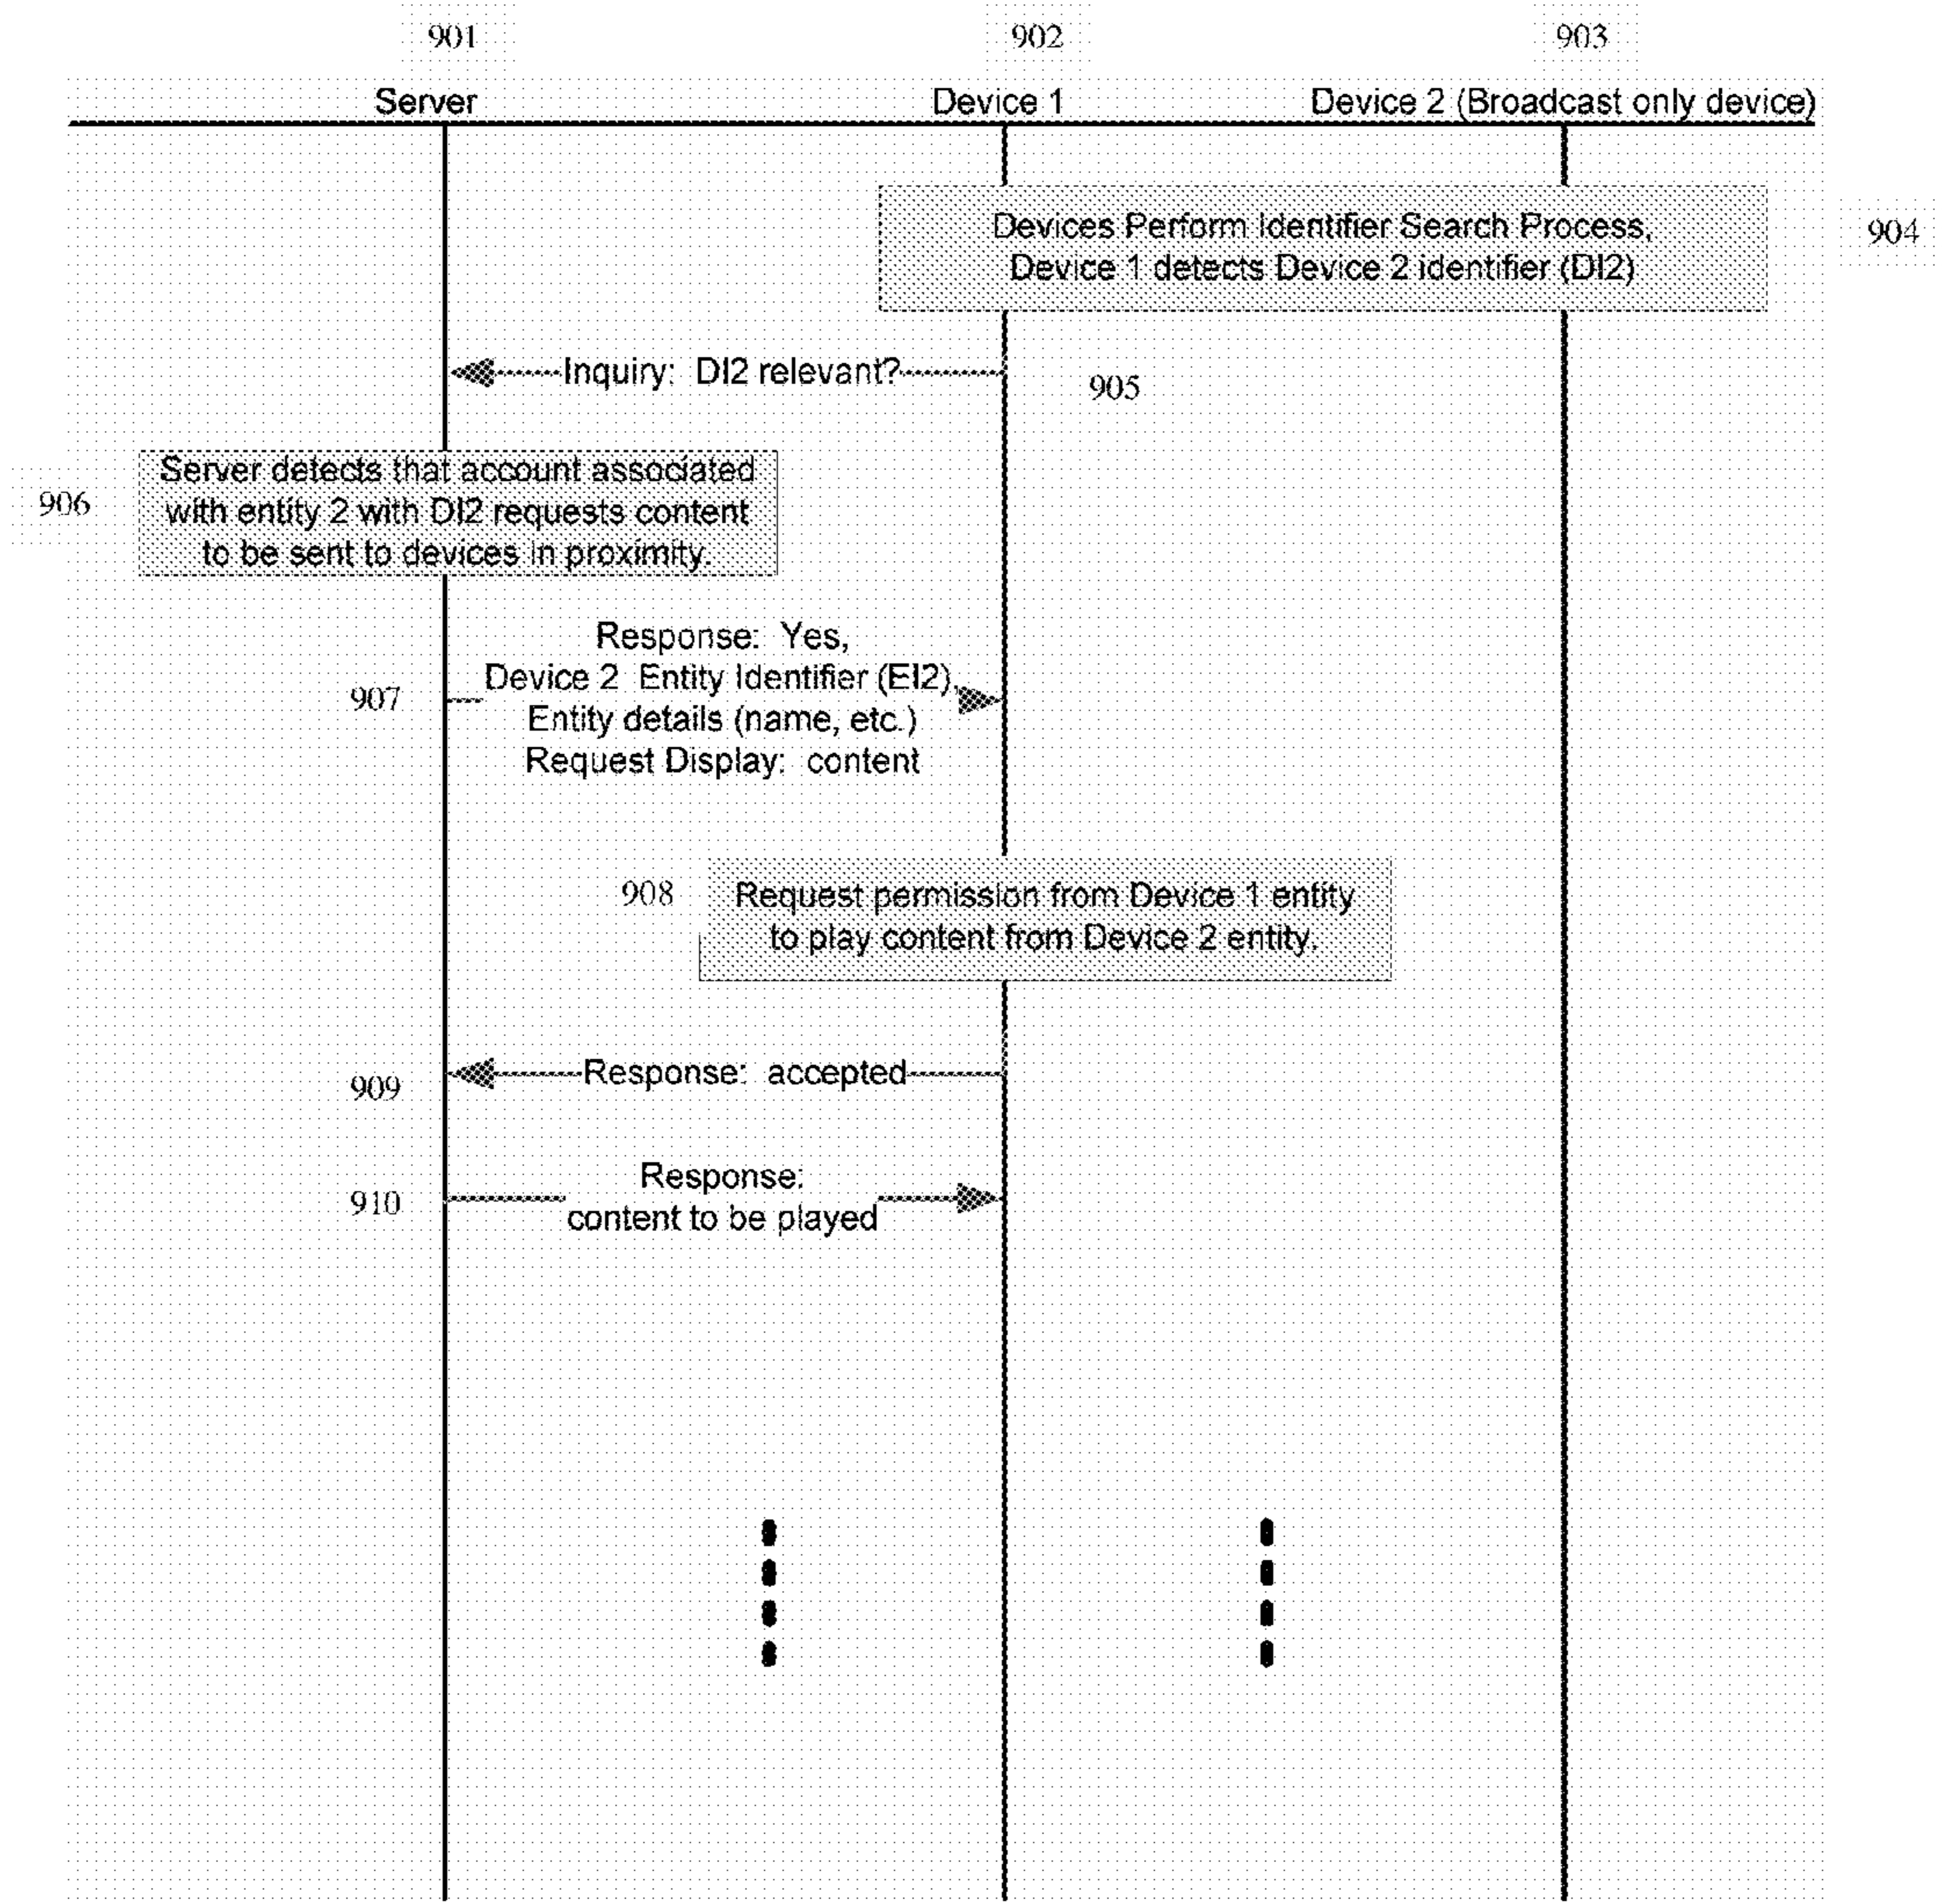 901
902
903
Server
Device 1
Device 2 (Broadcast only device)
Devices Perform Identifier Search Process,
Device 1 detects Device 2 identifier (DI2)
904
Inquiry: DI2 relevant?
905
906
Server detects that account associated
with entity 2 with DI2 requests content
to be sent to devices in proximity.
907
Response: Yes,
Device 2 Entity Identifier (EI2),
Entity details (name, etc.)
Request Display: content
908
Request permission from Device 1 entity
to play content from Device 2 entity.
909
Response: accepted
910
Response:
content to be played